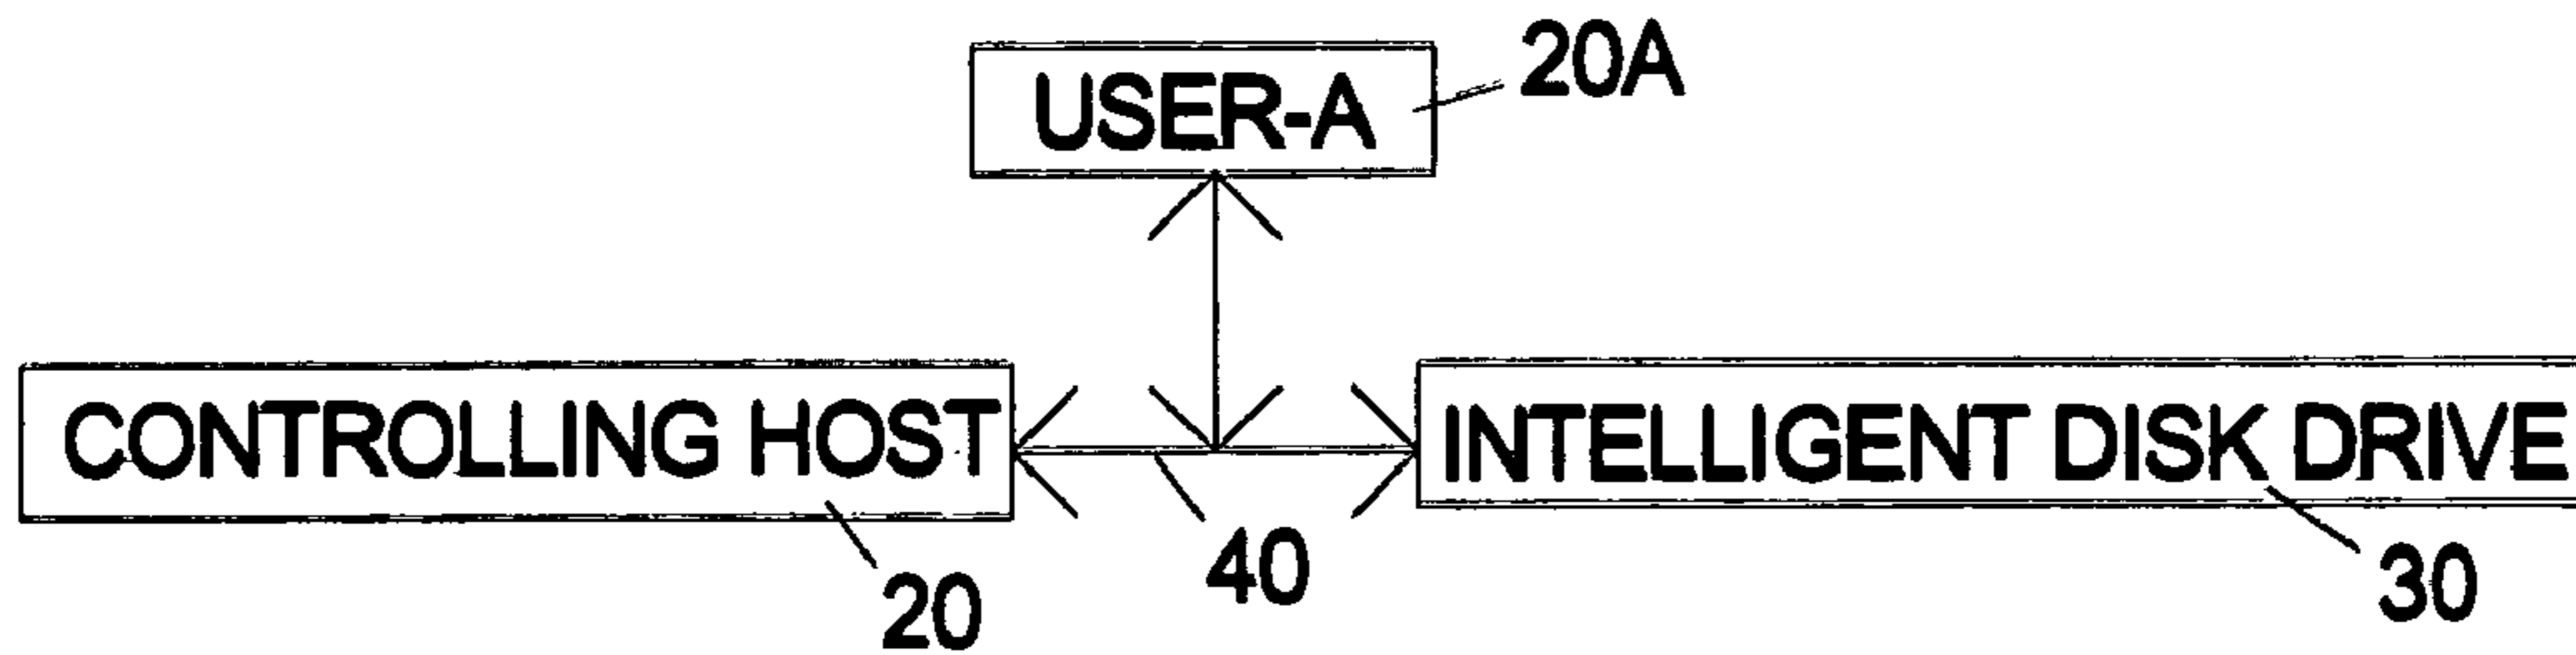 USER-A
20A
CONTROLLING HOST
INTELLIGENT DISK DRIVE
20
40
30